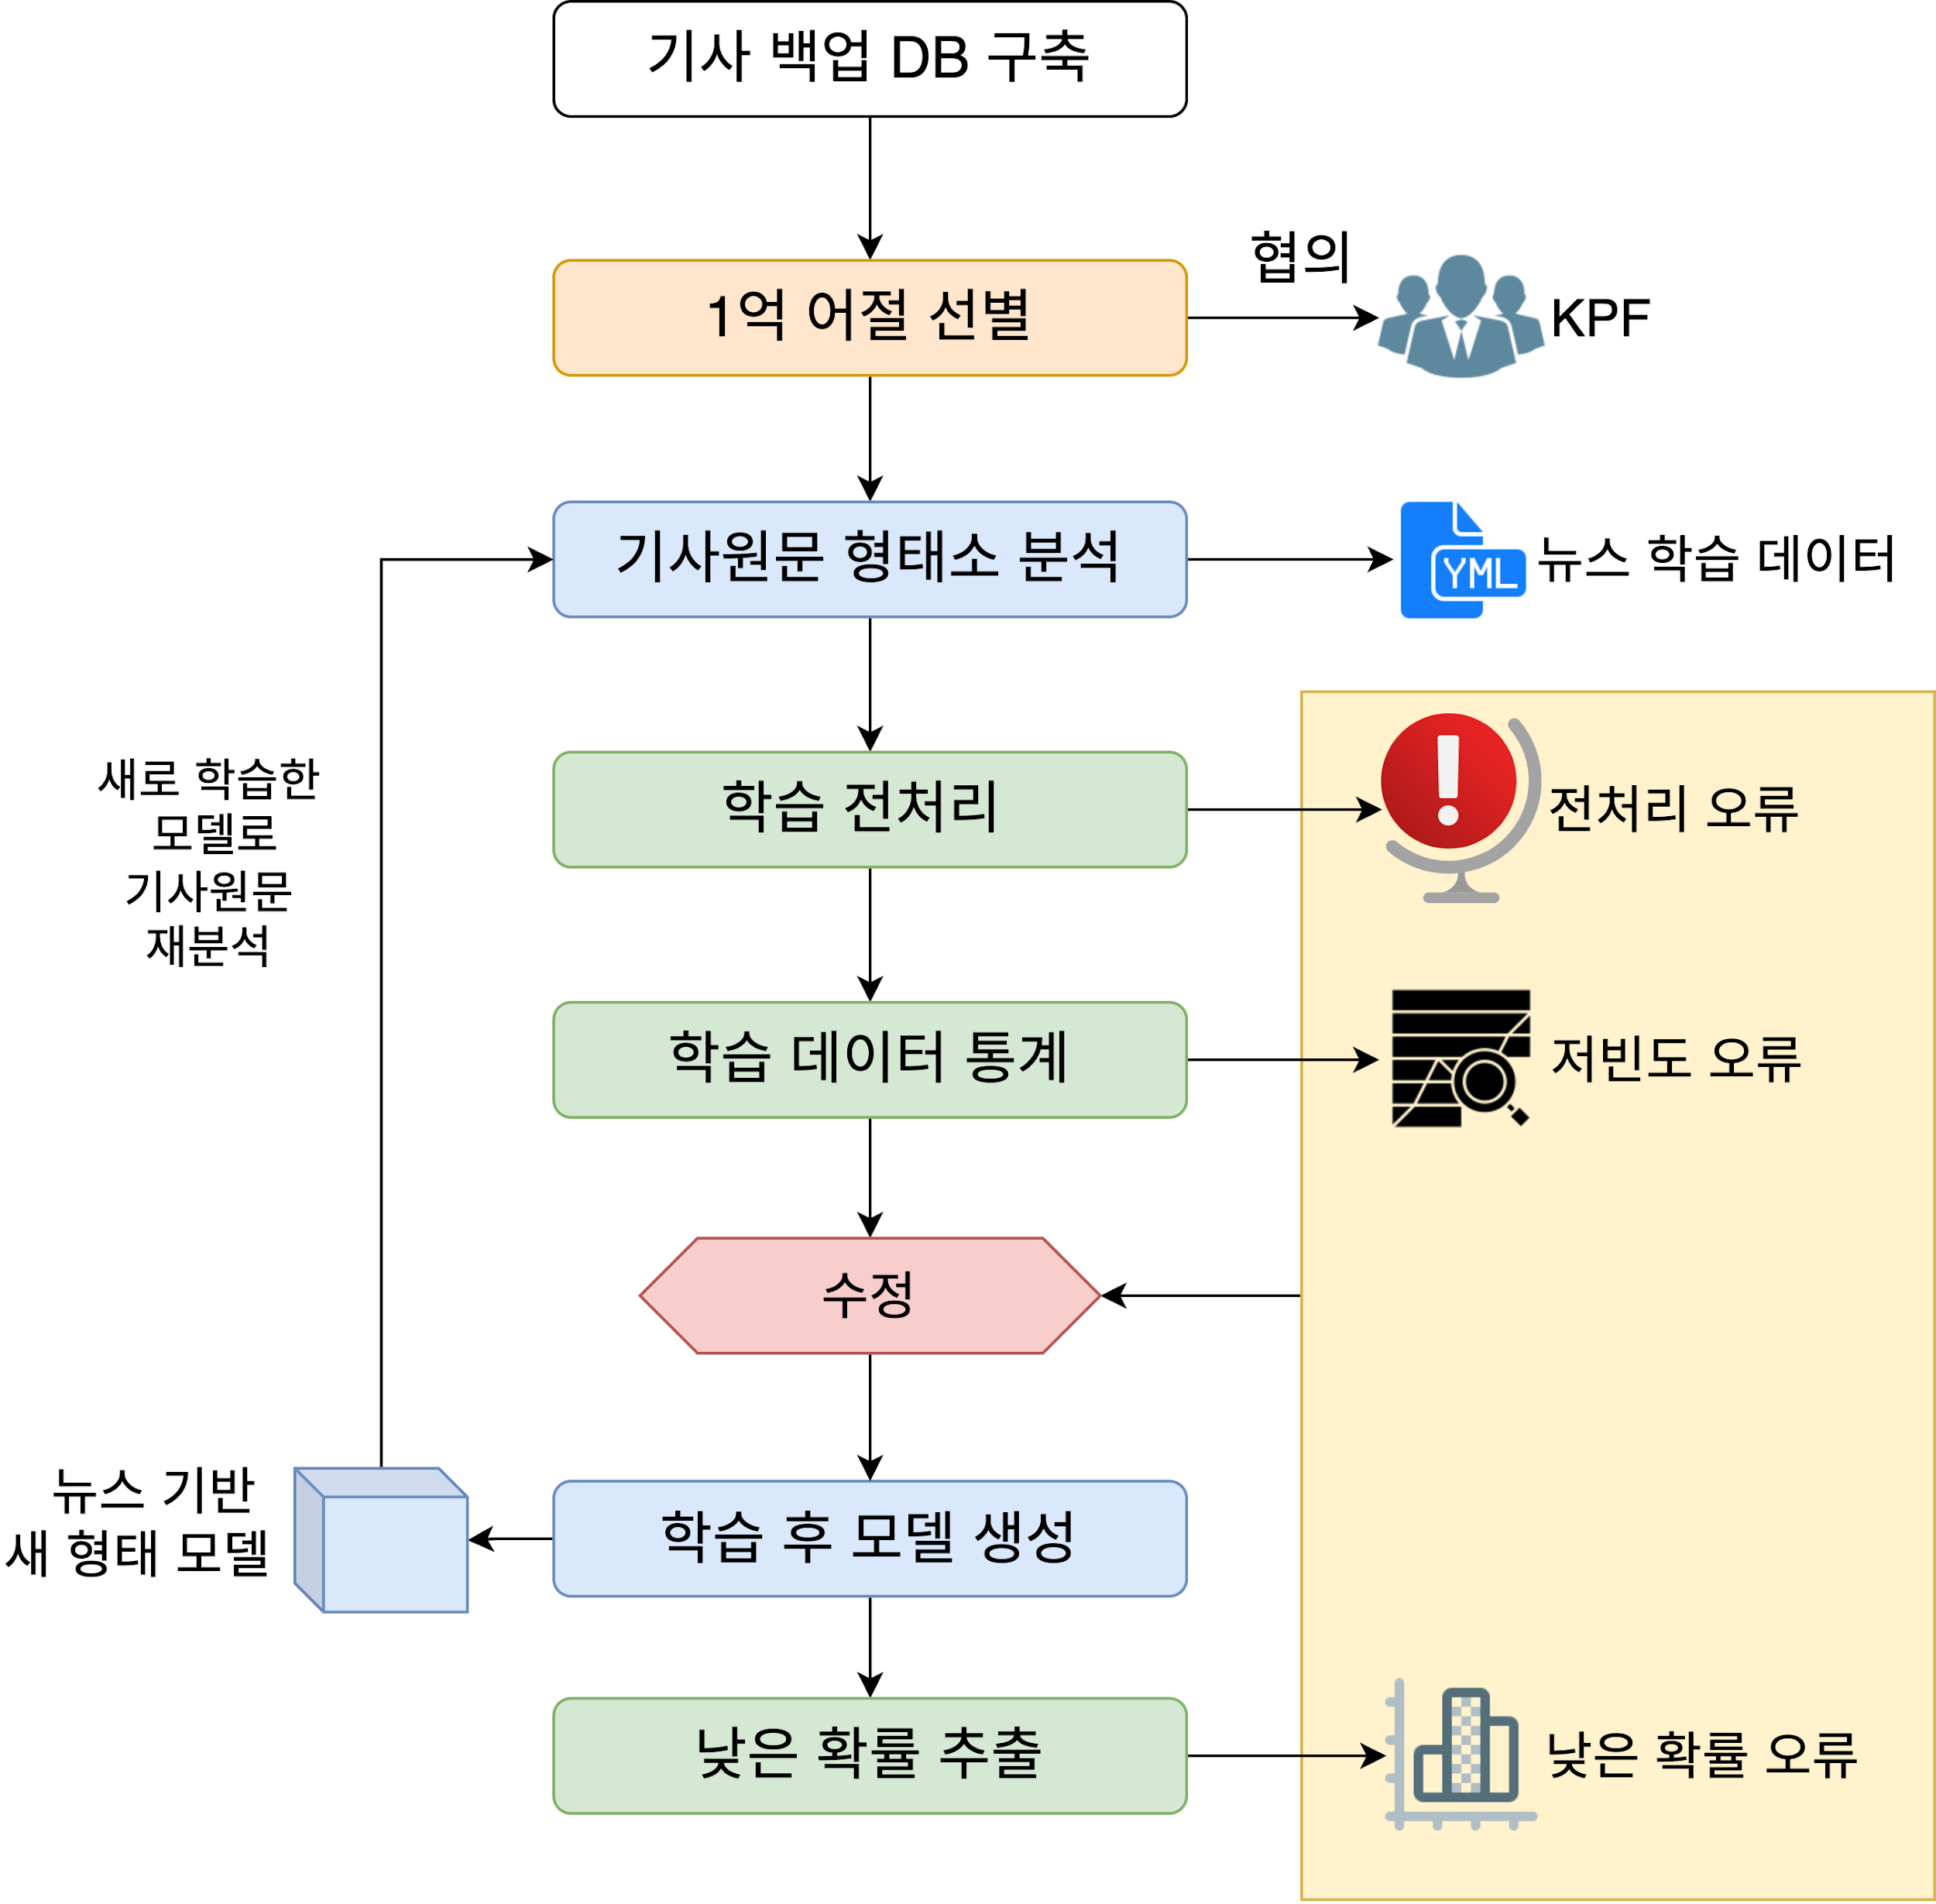 기사 백업 DB 구축
협의
1억 어절 선별
KPF
기사원문 형태소 분석
YML
뉴스 학습 데이터
새로 학습한
모델로
기사원문
재분석
학습 전처리
전처리 오류
학습 데이터 통계
저빈도 오류
수정
뉴스 기반
새 형태 모델
학습 후 모델 생성
낮은 확률 추출
낮은 확률 오류